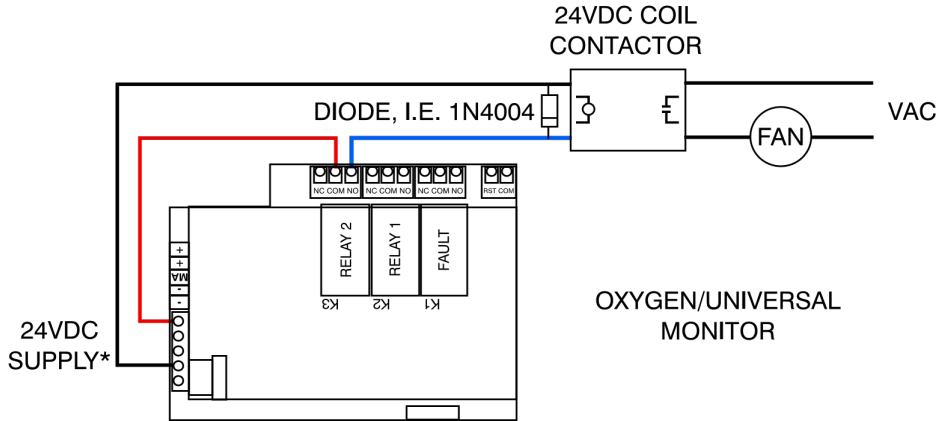 24VDC COIL
CONTACTOR
DIODE, I.E. 1N4004
VAC
FAN
NC COM NO NC COM NO NC COM NO RST COM
RELAY 2
RELAY 1
FAULT
K3
K2
K1
+
+
MA
-
-
24VDC
SUPPLY*
OXYGEN/UNIVERSAL
MONITOR